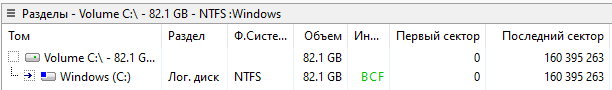 Разделы - Volume C:\ - 82.1 GB - NTFS :Windows
Том Раздел Ф.Систе... Объем Ин... Первый сектор Последний сектор
Volume C:\ - 82.1 G... 82.1 GB 0 160 395 263
Windows (C:) Лог. диск NTFS 82.1 GB BCF 0 160 395 263